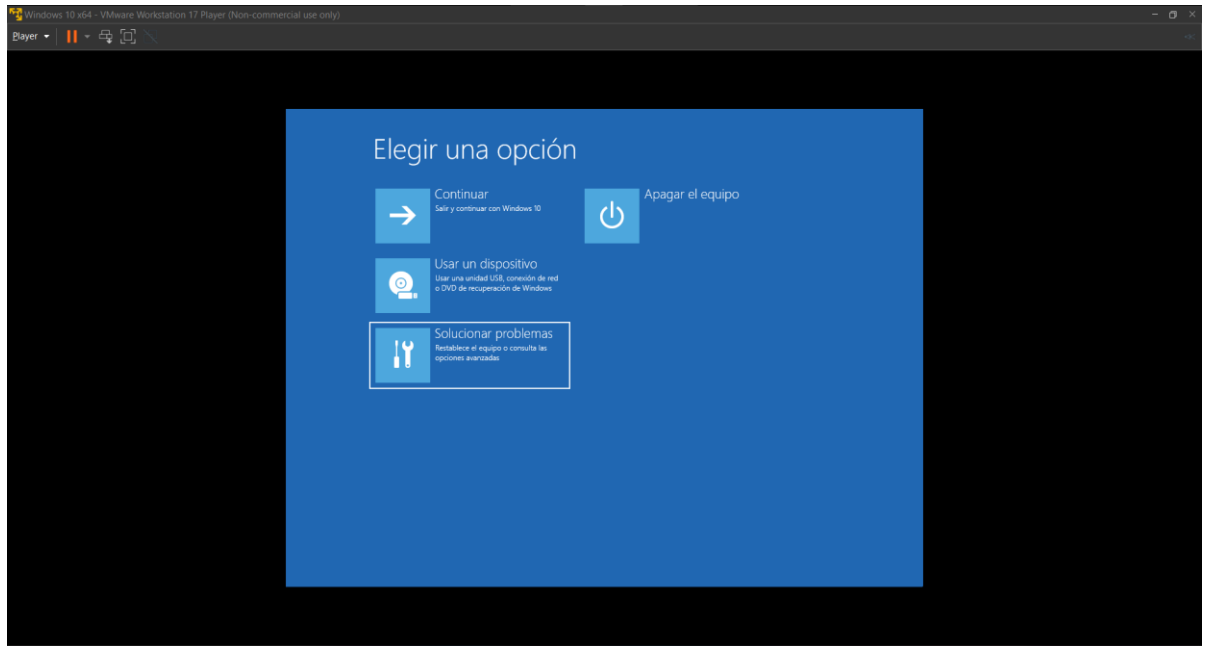 Windows 10 x64 - VMware Workstation 17 Player (Non-commercial use only)
Player
Elegir una opción
Continuar
Salir y continuar con Windows 10
Apagar el equipo
Usar un dispositivo
Usar una unidad USB, conexión de red
o DVD de recuperación de Windows
Solucionar problemas
Restablece el equipo o consulta las
opciones avanzadas